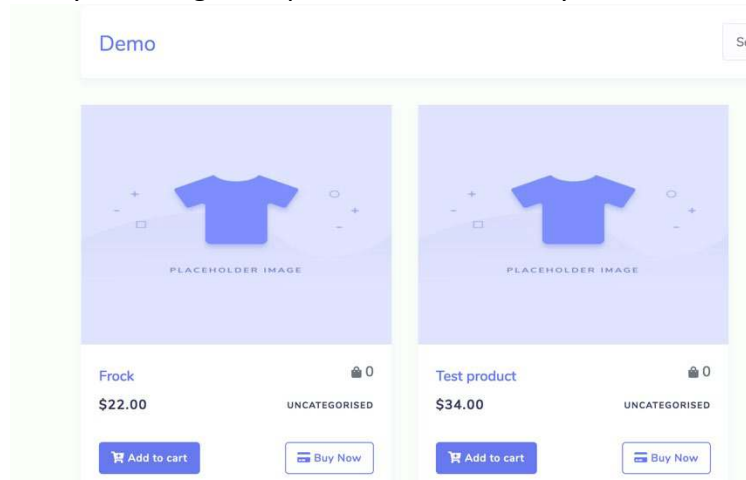 Demo
PLACEHOLDER IMAGE
Frock
0
$22.00
UNCATEGORISED
Add to cart
Buy Now
PLACEHOLDER IMAGE
Test product
0
$34.00
UNCATEGORISED
Add to cart
Buy Now